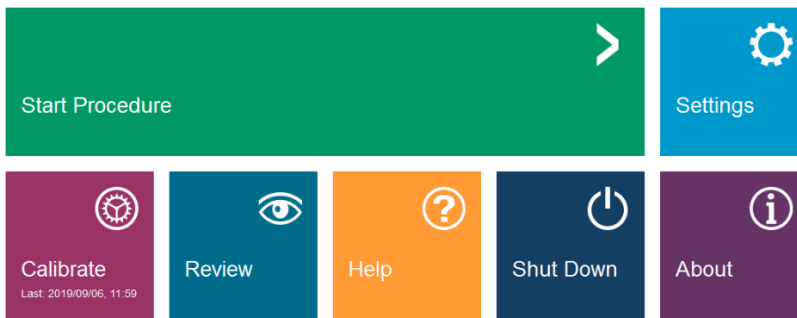 Start Procedure
Settings
Calibrate
Last: 2019/09/06, 11:59
Review
Help
Shut Down
About